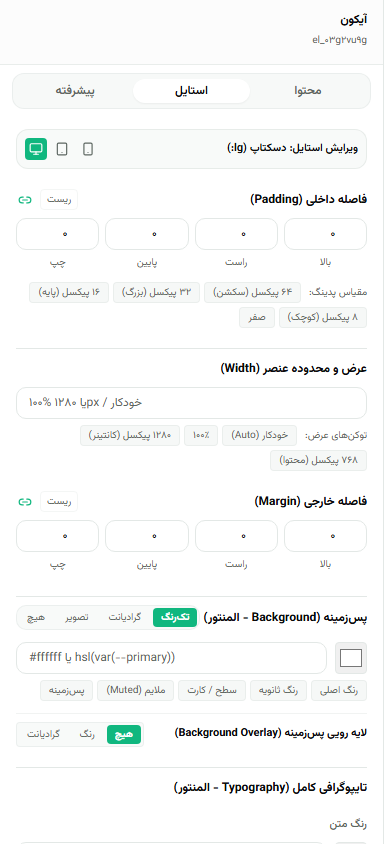 آیکون
el_۰۳g۲vu۹g
محتوا استایل پیشرفته
ویرایش استایل: دسکتاپ (lg:)
فاصله داخلی (Padding) ریست
۰ ۰ ۰ ۰
بالا راست پایین چپ
مقیاس پدینگ: ۶۴ پیکسل (سکشن) ۳۲ پیکسل (بزرگ) ۱۶ پیکسل (پایه)
۸ پیکسل (کوچک) صفر
عرض و محدوده عنصر (Width)
خودکار / ۱۰۰% یا ۱۲۸۰px
توکن‌های عرض: خودکار (Auto) ۱۰۰٪ ۱۲۸۰ پیکسل (کانتینر)
۷۶۸ پیکسل (محتوا)
فاصله خارجی (Margin) ریست
۰ ۰ ۰ ۰
بالا راست پایین چپ
پس‌زمینه (Background - المنتور) تک‌رنگ گرادیانت تصویر هیچ
#ffffff یا hsl(var(--primary))
رنگ اصلی رنگ ثانویه سطح / کارت ملایم (Muted) پس‌زمینه
لایه رویی پس‌زمینه (Background Overlay) هیچ رنگ گرادیانت
تایپوگرافی کامل (Typography - المنتور)
رنگ متن